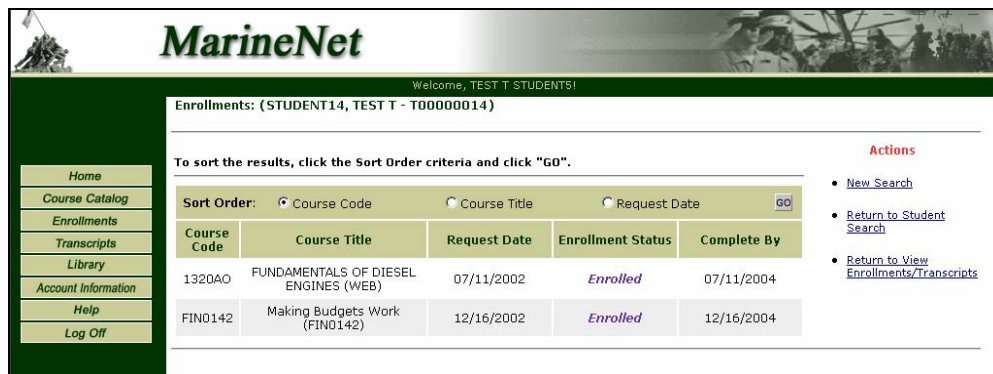 MarineNet
Welcome, TEST T STUDENT5!
Enrollments: (STUDENT14, TEST T - T00000014)
To sort the results, click the Sort Order criteria and click "GO".
Home
Course Catalog
Enrollments
Transcripts
Library
Account Information
Help
Log Off
Sort Order: Course Code Course Title Request Date GO
Course Code Course Title Request Date Enrollment Status Complete By
1320AO FUNDAMENTALS OF DIESEL ENGINES (WEB) 07/11/2002 Enrolled 07/11/2004
FIN0142 Making Budgets Work (FIN0142) 12/16/2002 Enrolled 12/16/2004
Actions
New Search
Return to Student
Search
Return to View
Enrollments/Transcripts